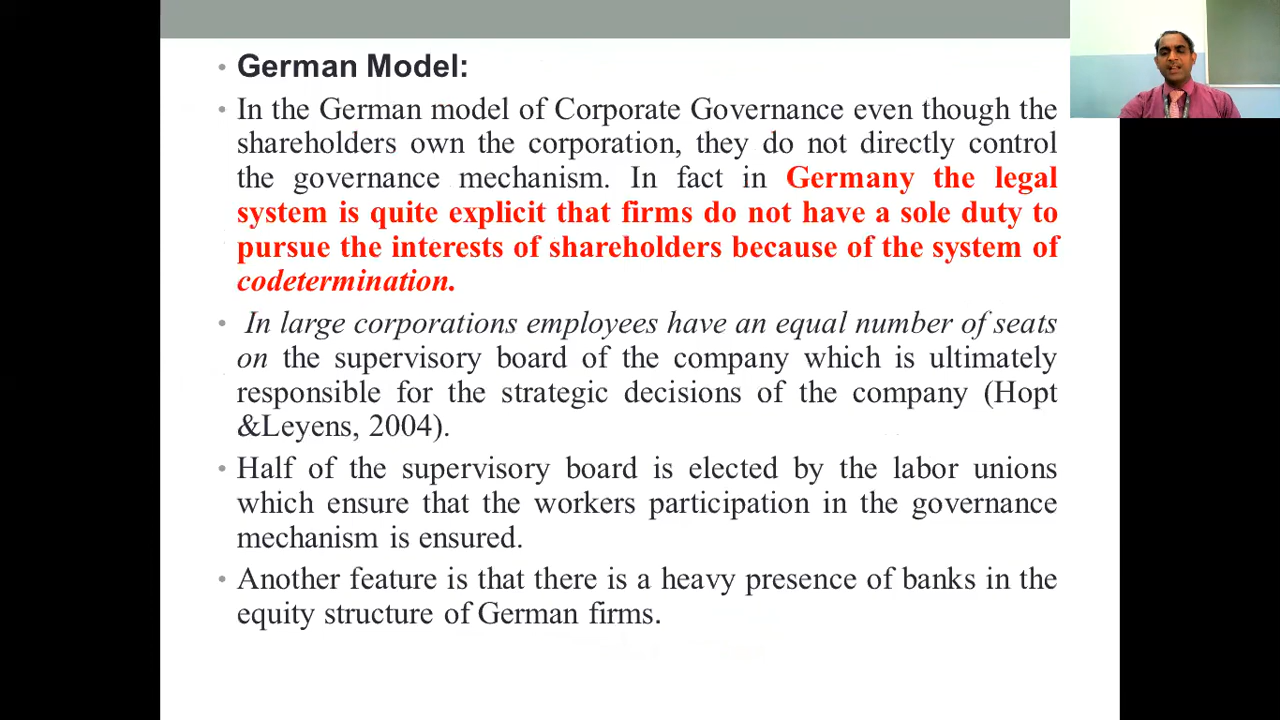 German Model:
In the German model of Corporate Governance even though the
shareholders own the corporation, they do not directly control
the governance mechanism. In fact in Germany the legal
system is quite explicit that firms do not have a sole duty to
pursue the interests of shareholders because of the system of
codetermination.
In large corporations employees have an equal number of seats
on the supervisory board of the company which is ultimately
responsible for the strategic decisions of the company (Hopt
&Leyens, 2004).
Half of the supervisory board is elected by the labor unions
which ensure that the workers participation in the governance
mechanism is ensured.
Another feature is that there is a heavy presence of banks in the
equity structure of German firms.